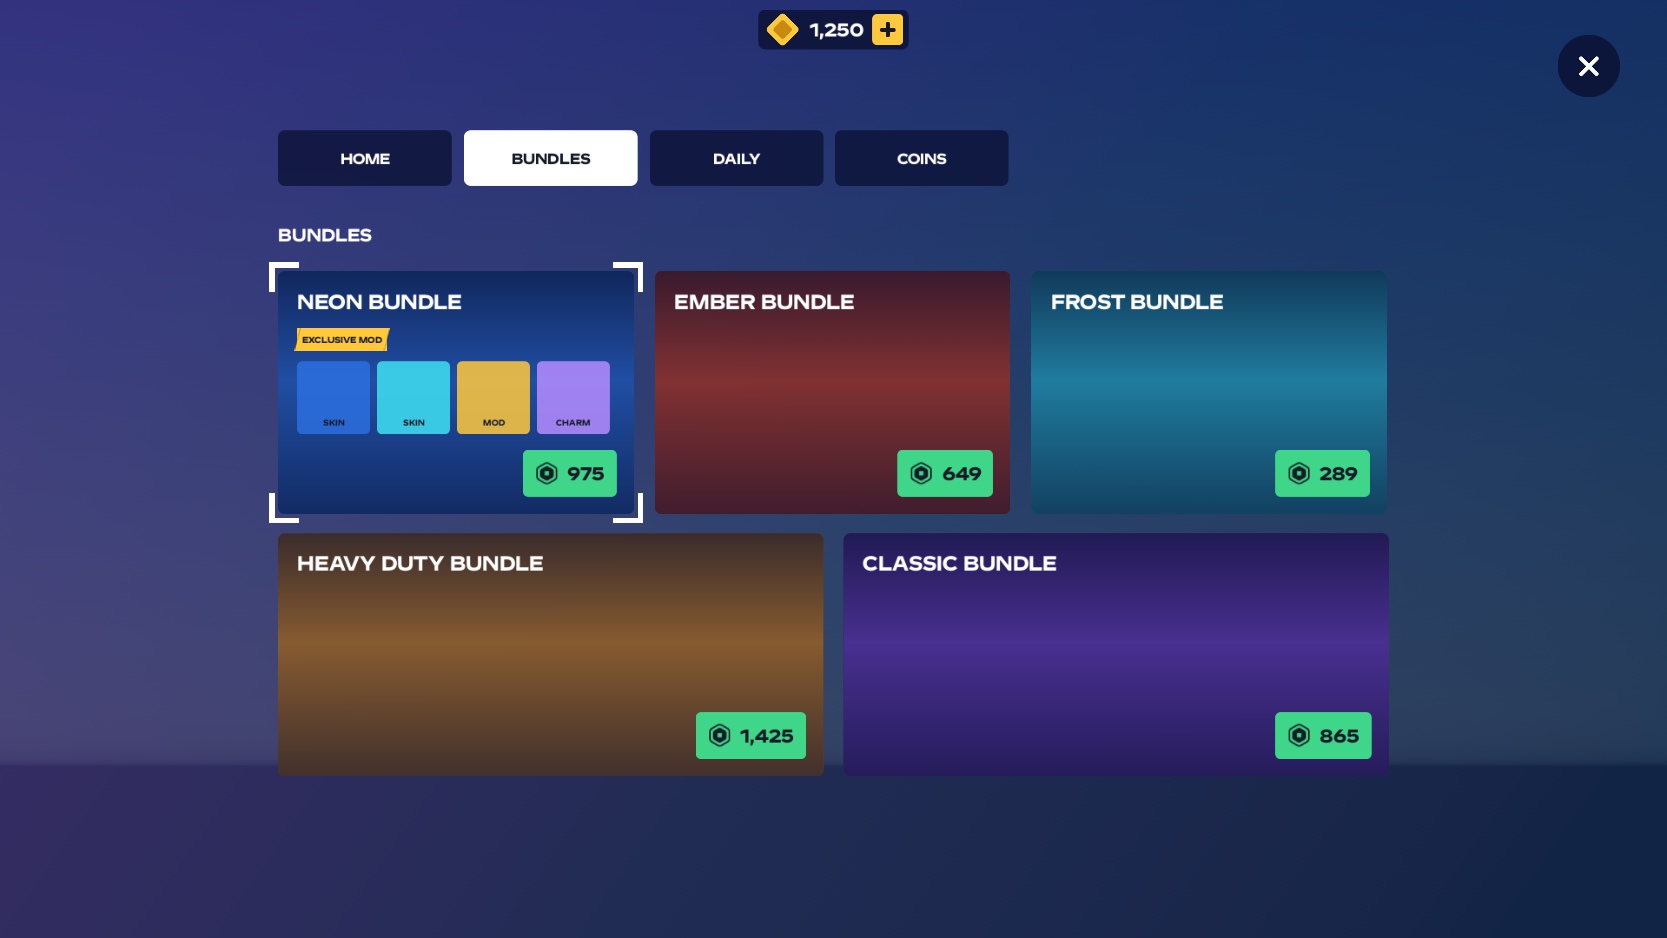 1,250
HOME
BUNDLES
DAILY
COINS
BUNDLES
NEON BUNDLE
EXCLUSIVE MOD
SKIN
SKIN
MOD
CHARM
975
EMBER BUNDLE
649
FROST BUNDLE
289
HEAVY DUTY BUNDLE
1,425
CLASSIC BUNDLE
865